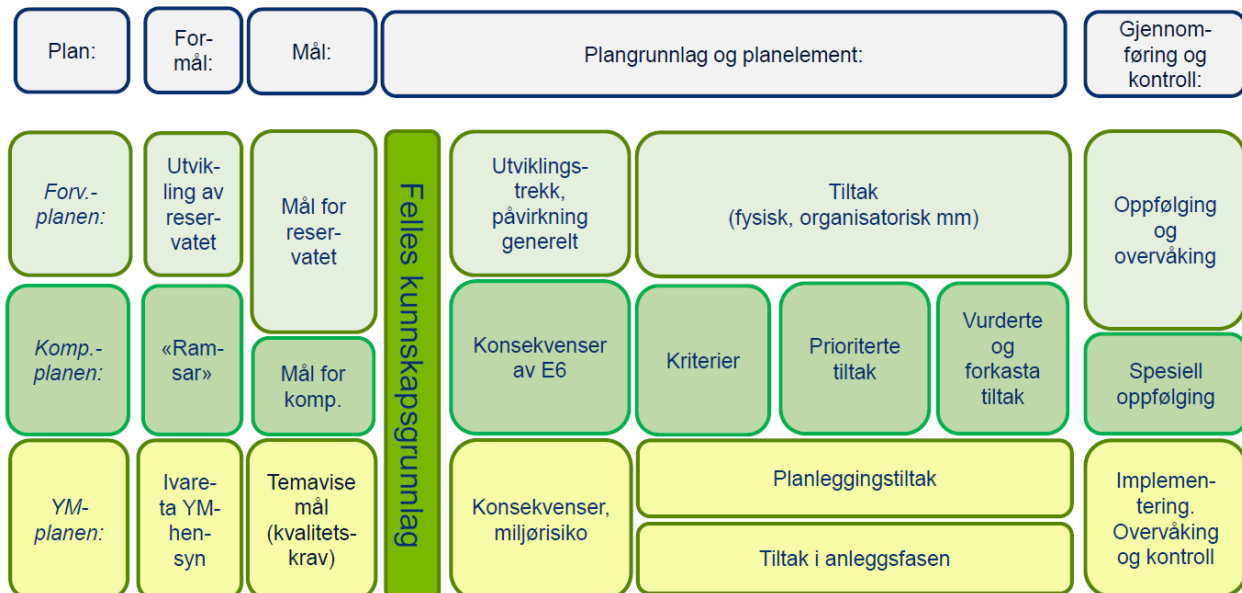 Plan:
For-
mål:
Mål:
Plangrunnlag og planelement:
Gjennom-
føring og
kontroll:
Forv.-
planen:
Utvik-
ling av
reser-
vatet
Mål for
reser-
vatet
Felles kunnskapsgrunnlag
Utviklings-
trekk,
påvirkning
generelt
Tiltak
(fysisk, organisatorisk mm)
Oppfølging
og
overvåking
Komp.-
planen:
«Ram-
sar»
Mål for
komp.
Konsekvenser
av E6
Kriterier
Prioriterte
tiltak
Vurderte
og
forkasta
tiltak
Spesiell
oppfølging
YM-
planen:
Ivare-
ta YM-
hen-
syn
Temavise
mål
(kvalitets-
krav)
Konsekvenser,
miljørisiko
Planleggingstiltak
Tiltak i anleggsfasen
Implemen-
tering.
Overvåking
og kontroll